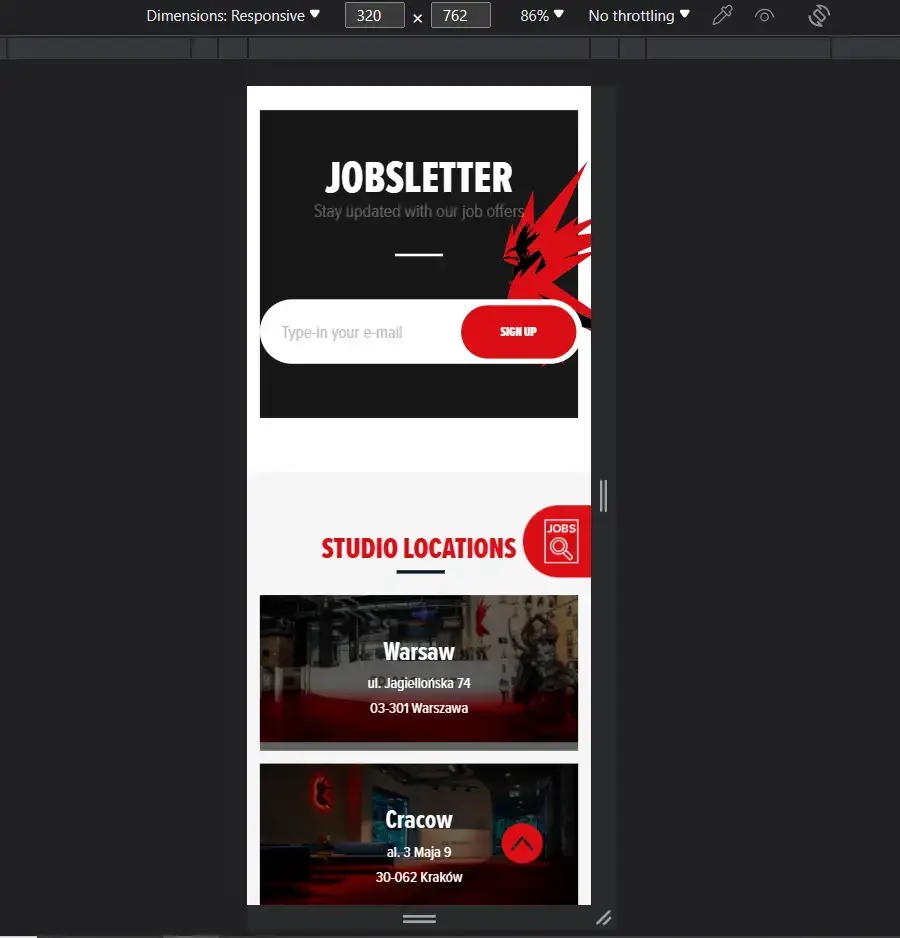 Dimensions: Responsive 320 × 762 86% No throttling
JOBSLETTER
Stay updated with our job offers
Type-in your e-mail SIGN UP
JOBS
STUDIO LOCATIONS
Warsaw
ul. Jagiellońska 74
03-301 Warszawa
Cracow
al. 3 Maja 9
30-062 Kraków